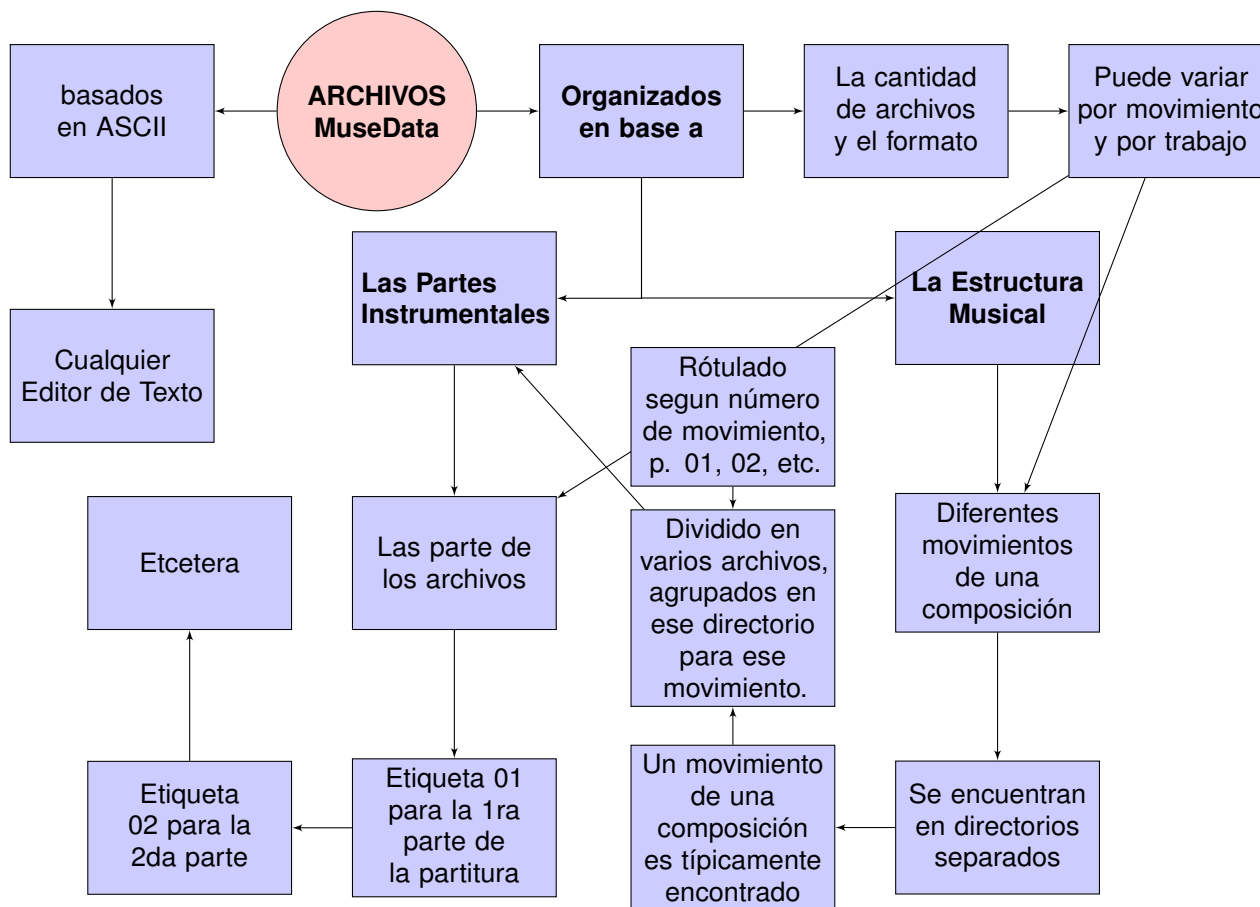 basados
en ASCII
ARCHIVOS
MuseData
Organizados
en base a
La cantidad
de archivos
y el formato
Puede variar
por movimiento
y por trabajo
Las Partes
Instrumentales
La Estructura
Musical
Cualquier
Editor de Texto
Rótulado
segun número
de movimiento,
p. 01, 02, etc.
Etcetera
Las parte de
los archivos
Dividido en
varios archivos,
agrupados en
ese directorio
para ese
movimiento.
Diferentes
movimientos
de una
composición
Etiqueta
02 para la
2da parte
Etiqueta 01
para la 1ra
parte de
la partitura
Un movimiento
de una
composición
es típicamente
encontrado
Se encuentran
en directorios
separados